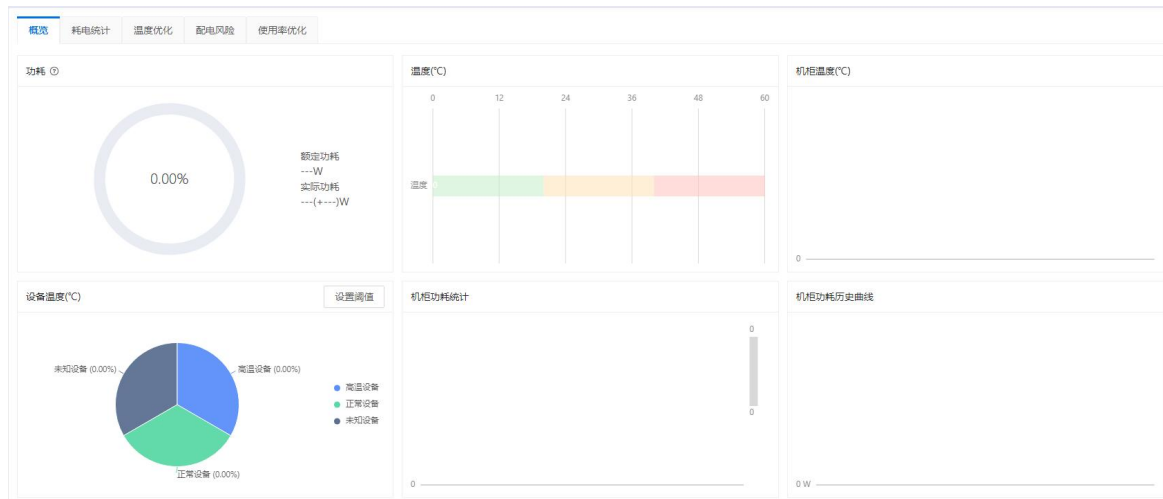 概览 耗电统计 温度优化 配电风险 使用率优化
功耗 ?
0.00%
额定功耗
---W
实际功耗
---(+---)W
温度(℃)
0 12 24 36 48 60
温度 0
机柜温度(℃)
0
设备温度(℃) 设置阈值
未知设备 (0.00%)
高温设备 (0.00%)
正常设备 (0.00%)
高温设备
正常设备
未知设备
机柜功耗统计
0
0
0
机柜功耗历史曲线
0 W